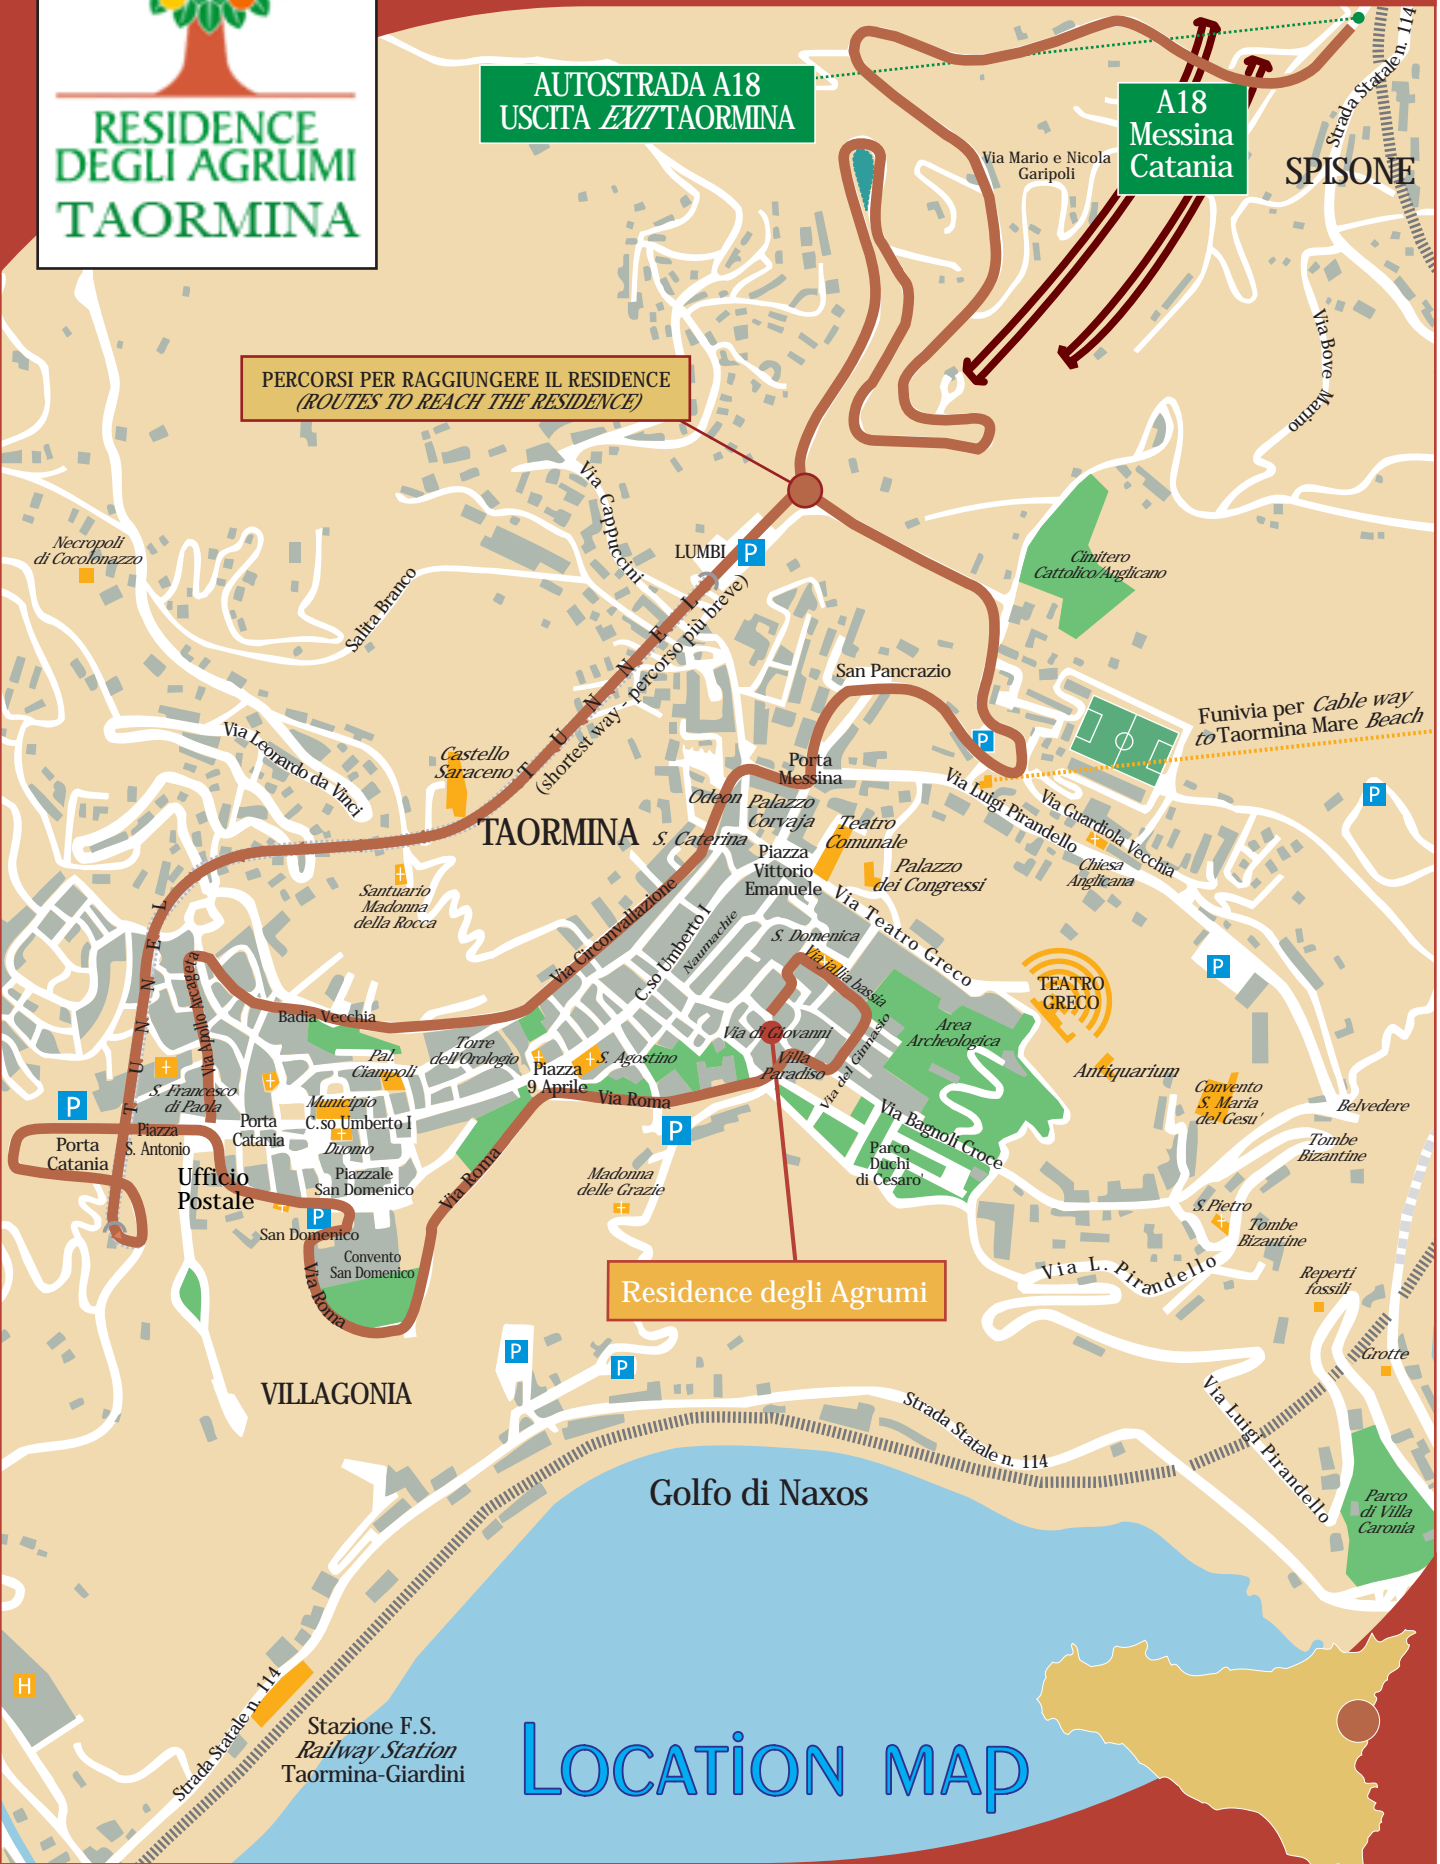 RESIDENCE
DEGLI AGRUMI
TAORMINA
AUTOSTRADA A18
USCITA EXIT TAORMINA
A18
Messina
Catania
Strada Statale n. 114
SPISONE
Via Mario e Nicola
Garipoli
Via Bove Marino
PERCORSI PER RAGGIUNGERE IL RESIDENCE
(ROUTES TO REACH THE RESIDENCE)
Via Cappuccini
LUMBI
P
Necropoli
di Cocolonazzo
Salita Branco
Cimitero
Cattolico/Anglicano
TUNNEL
(shortest way - percorso più breve)
San Pancrazio
Funivia per Cable way
to Taormina Mare Beach
P
P
Via Leonardo da Vinci
Castello
Saraceno
Porta
Messina
Via Luigi Pirandello
Via Guardiola Vecchia
Chiesa
Anglicana
Odeon
Palazzo
Corvaja
TAORMINA
S. Caterina
Teatro
Comunale
Piazza
Vittorio
Emanuele
Palazzo
dei Congressi
Santuario
Madonna
della Rocca
Via Circonvallazione
C.so Umberto I
Naumachie
Via Teatro Greco
S. Domenica
Via jallia bassia
P
TEATRO
GRECO
TUNNEL
Via Apollo Arcageta
Badia Vecchia
Via di Giovanni
Area
Archeologica
Torre
dell'Orologio
Pal.
Ciampoli
S. Agostino
Villa
Paradiso
Via del Ginnasio
Piazza
9 Aprile
Via Roma
Antiquarium
Convento
S. Maria
del Gesu'
Belvedere
S. Francesco
di Paola
P
Municipio
C.so Umberto I
Porta
Catania
Piazza
S. Antonio
Porta
Catania
Duomo
P
Via Bagnoli Croce
Tombe
Bizantine
Parco
Duchi
di Cesaro'
Ufficio
Postale
Piazzale
San Domenico
Via Roma
Madonna
delle Grazie
P
San Domenico
S.Pietro
Tombe
Bizantine
Convento
San Domenico
Via Roma
Residence degli Agrumi
Via L. Pirandello
Reperti
fossili
P
P
Grotte
VILLAGONIA
Strada Statale n. 114
Via Luigi Pirandello
Golfo di Naxos
Parco
di Villa
Caronia
H
Strada Statale n. 114
Stazione F.S.
Railway Station
Taormina-Giardini
LOCATION MAP